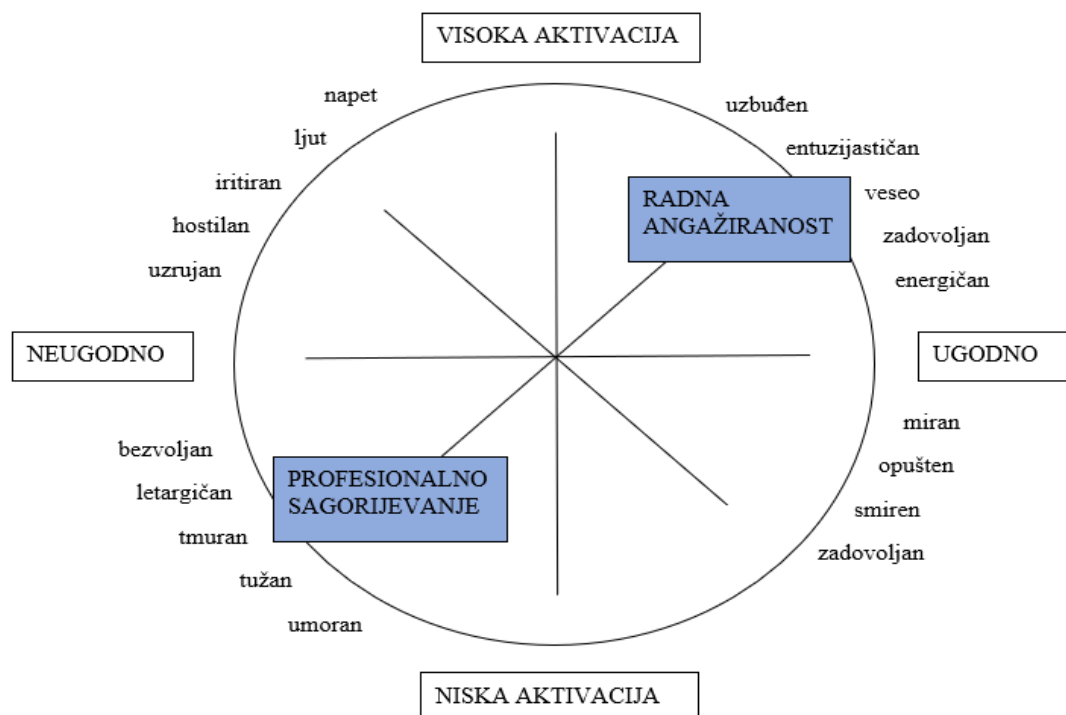 VISOKA AKTIVACIJA
napet
uzbuđen
ljut
entuzijastičan
iritiran
veseo
RADNA
ANGAŽIRANOST
hostilan
zadovoljan
uzrujan
energičan
NEUGODNO
UGODNO
miran
bezvoljan
opušten
PROFESIONALNO
SAGORIJEVANJE
letargičan
smiren
tmuran
zadovoljan
tužan
umoran
NISKA AKTIVACIJA